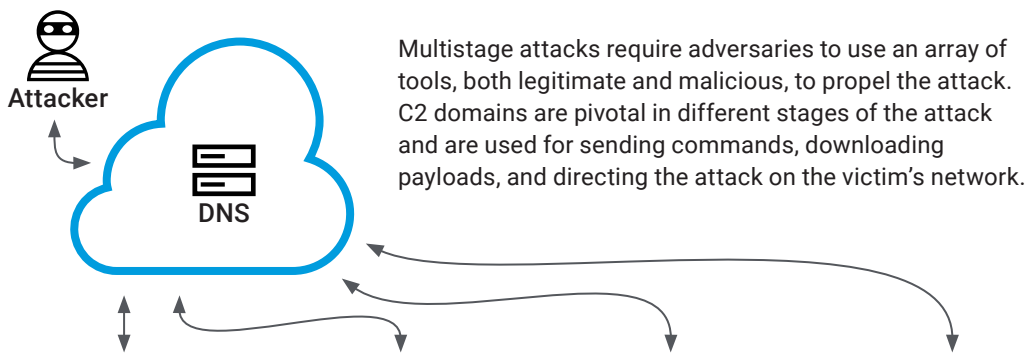 Attacker
DNS
Multistage attacks require adversaries to use an array of
tools, both legitimate and malicious, to propel the attack.
C2 domains are pivotal in different stages of the attack
and are used for sending commands, downloading
payloads, and directing the attack on the victim’s network.